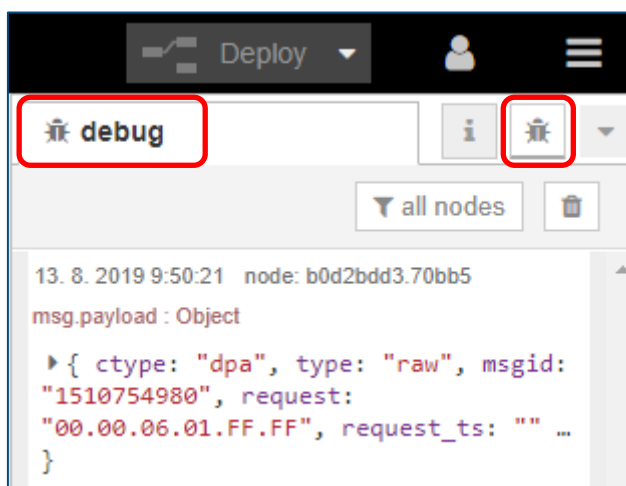 Deploy
debug
i
all nodes
13. 8. 2019 9:50:21 node: b0d2bdd3.70bb5
msg.payload : Object
{ ctype: "dpa", type: "raw", msgid:
"1510754980", request:
"00.00.06.01.FF.FF", request_ts: "" …
}